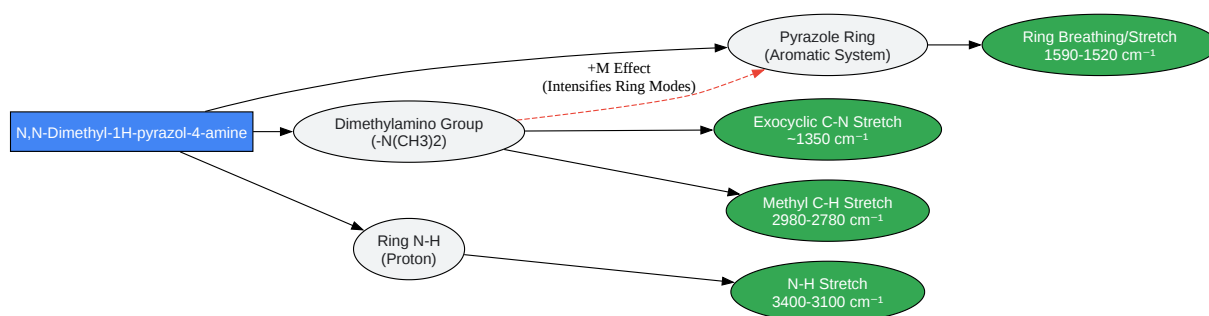 Pyrazole Ring
(Aromatic System)
Ring Breathing/Stretch
1590-1520 cm⁻¹
+M Effect
(Intensifies Ring Modes)
N,N-Dimethyl-1H-pyrazol-4-amine
Dimethylamino Group
(-N(CH3)2)
Exocyclic C-N Stretch
~1350 cm⁻¹
Methyl C-H Stretch
2980-2780 cm⁻¹
Ring N-H
(Proton)
N-H Stretch
3400-3100 cm⁻¹